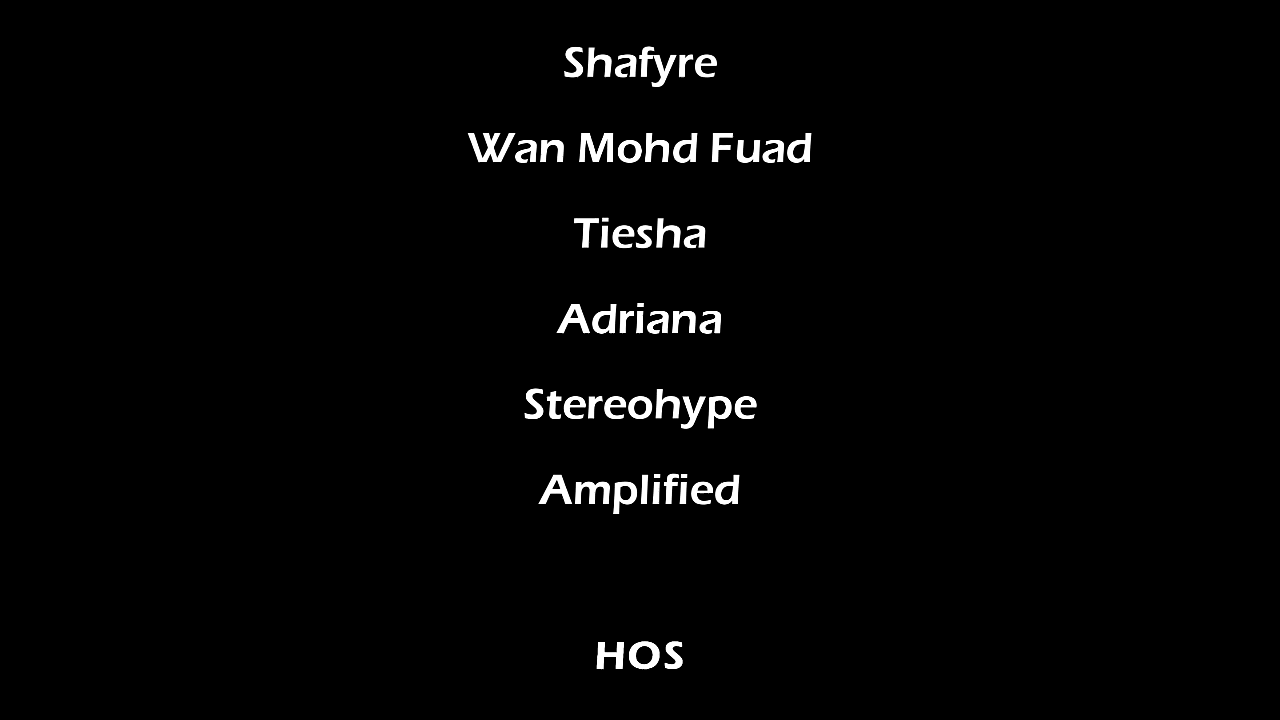 Shafyre
Wan Mohd Fuad
Tiesha
Adriana
Stereohype
Amplified
HOS